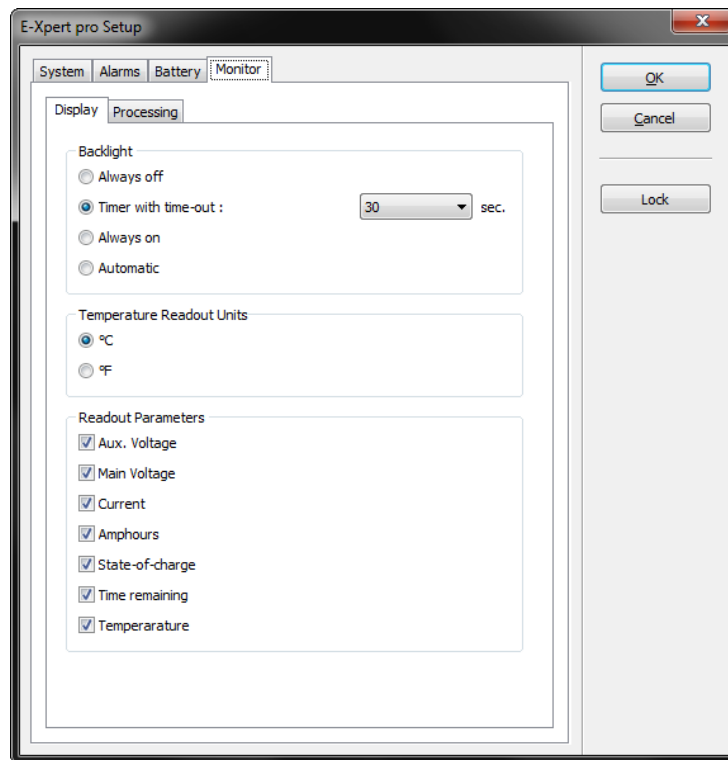 E-Xpert pro Setup
System Alarms Battery Monitor
Display Processing
Backlight
Always off
Timer with time-out : 30 sec.
Always on
Automatic
Temperature Readout Units
°C
°F
Readout Parameters
Aux. Voltage
Main Voltage
Current
Amphours
State-of-charge
Time remaining
Temperarature
OK
Cancel
Lock